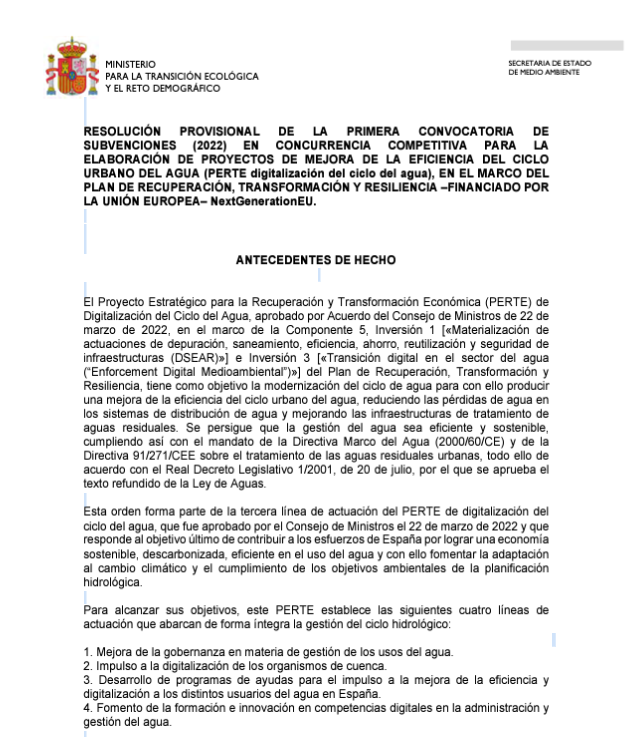 MINISTERIO
PARA LA TRANSICIÓN ECOLÓGICA
Y EL RETO DEMOGRÁFICO
SECRETARIA DE ESTADO
DE MEDIO AMBIENTE
RESOLUCIÓN PROVISIONAL DE LA PRIMERA CONVOCATORIA DE
SUBVENCIONES (2022) EN CONCURRENCIA COMPETITIVA PARA LA
ELABORACIÓN DE PROYECTOS DE MEJORA DE LA EFICIENCIA DEL CICLO
URBANO DEL AGUA (PERTE digitalización del ciclo del agua), EN EL MARCO DEL
PLAN DE RECUPERACIÓN, TRANSFORMACIÓN Y RESILIENCIA –FINANCIADO POR
LA UNIÓN EUROPEA– NextGenerationEU.
ANTECEDENTES DE HECHO
El Proyecto Estratégico para la Recuperación y Transformación Económica (PERTE) de
Digitalización del Ciclo del Agua, aprobado por Acuerdo del Consejo de Ministros de 22 de
marzo de 2022, en el marco de la Componente 5, Inversión 1 [«Materialización de
actuaciones de depuración, saneamiento, eficiencia, ahorro, reutilización y seguridad de
infraestructuras (DSEAR)»] e Inversión 3 [«Transición digital en el sector del agua
(“Enforcement Digital Medioambiental”)»] del Plan de Recuperación, Transformación y
Resiliencia, tiene como objetivo la modernización del ciclo de agua para con ello producir
una mejora de la eficiencia del ciclo urbano del agua, reduciendo las pérdidas de agua en
los sistemas de distribución de agua y mejorando las infraestructuras de tratamiento de
aguas residuales. Se persigue que la gestión del agua sea eficiente y sostenible,
cumpliendo así con el mandato de la Directiva Marco del Agua (2000/60/CE) y de la
Directiva 91/271/CEE sobre el tratamiento de las aguas residuales urbanas, todo ello de
acuerdo con el Real Decreto Legislativo 1/2001, de 20 de julio, por el que se aprueba el
texto refundido de la Ley de Aguas.
Esta orden forma parte de la tercera línea de actuación del PERTE de digitalización del
ciclo del agua, que fue aprobado por el Consejo de Ministros el 22 de marzo de 2022 y que
responde al objetivo último de contribuir a los esfuerzos de España por lograr una economía
sostenible, descarbonizada, eficiente en el uso del agua y con ello fomentar la adaptación
al cambio climático y el cumplimiento de los objetivos ambientales de la planificación
hidrológica.
Para alcanzar sus objetivos, este PERTE establece las siguientes cuatro líneas de
actuación que abarcan de forma íntegra la gestión del ciclo hidrológico:
1. Mejora de la gobernanza en materia de gestión de los usos del agua.
2. Impulso a la digitalización de los organismos de cuenca.
3. Desarrollo de programas de ayudas para el impulso a la mejora de la eficiencia y
digitalización a los distintos usuarios del agua en España.
4. Fomento de la formación e innovación en competencias digitales en la administración y
gestión del agua.